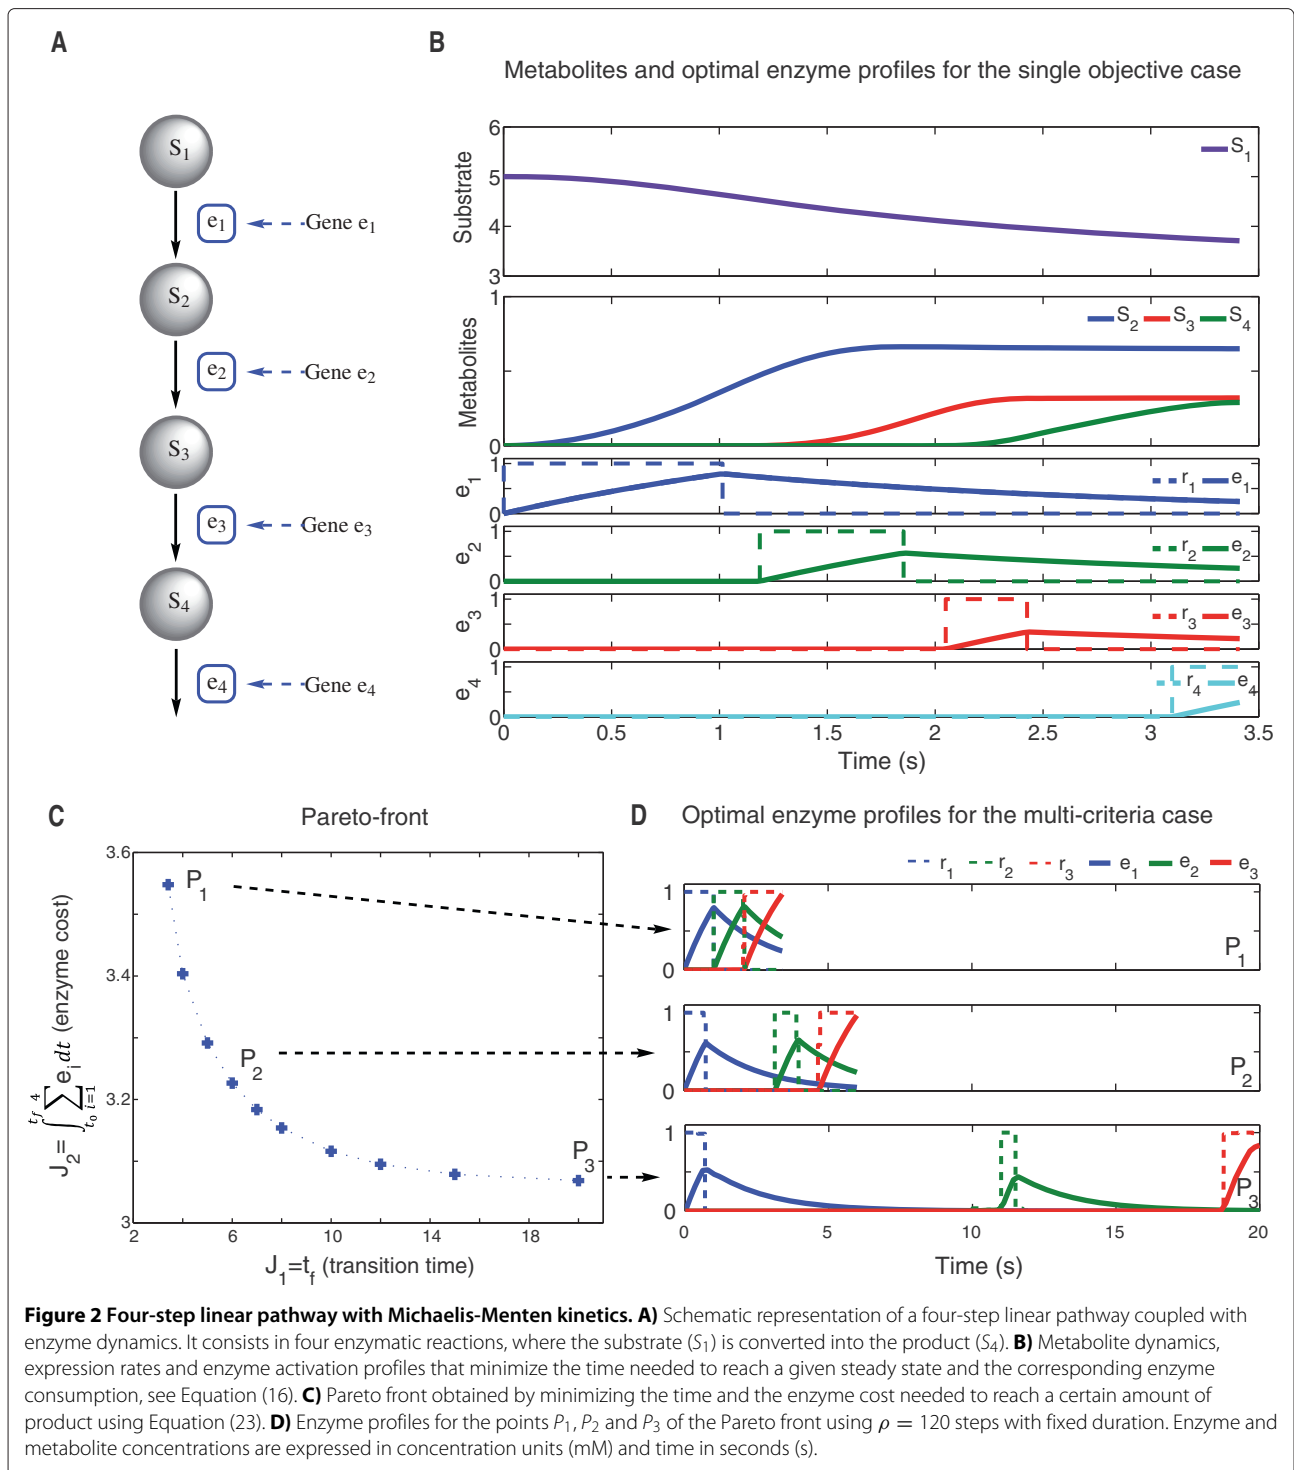 A
S1
e1
Gene e1
S2
e2
Gene e2
S3
e3
Gene e3
S4
e4
Gene e4
B
Metabolites and optimal enzyme profiles for the single objective case
Substrate
6
5
4
3
S1
Metabolites
1
0
S2 S3 S4
e1
1
0
r1 e1
e2
1
0
r2 e2
e3
1
0
r3 e3
e4
1
0
r4 e4
0 0.5 1 1.5 2 2.5 3 3.5
Time (s)
C
Pareto-front
J2= ∫t0^tf ∑i=1^4 ei dt (enzyme cost)
3.6
3.4
3.2
3
P1
P2
P3
2 6 10 14 18
J1=tf (transition time)
D
Optimal enzyme profiles for the multi-criteria case
r1 r2 r3 e1 e2 e3
1
0
P1
1
0
P2
1
0
P3
0 5 10 15 20
Time (s)
Figure 2 Four-step linear pathway with Michaelis-Menten kinetics. A) Schematic representation of a four-step linear pathway coupled with
enzyme dynamics. It consists in four enzymatic reactions, where the substrate (S1) is converted into the product (S4). B) Metabolite dynamics,
expression rates and enzyme activation profiles that minimize the time needed to reach a given steady state and the corresponding enzyme
consumption, see Equation (16). C) Pareto front obtained by minimizing the time and the enzyme cost needed to reach a certain amount of
product using Equation (23). D) Enzyme profiles for the points P1, P2 and P3 of the Pareto front using ρ = 120 steps with fixed duration. Enzyme and
metabolite concentrations are expressed in concentration units (mM) and time in seconds (s).